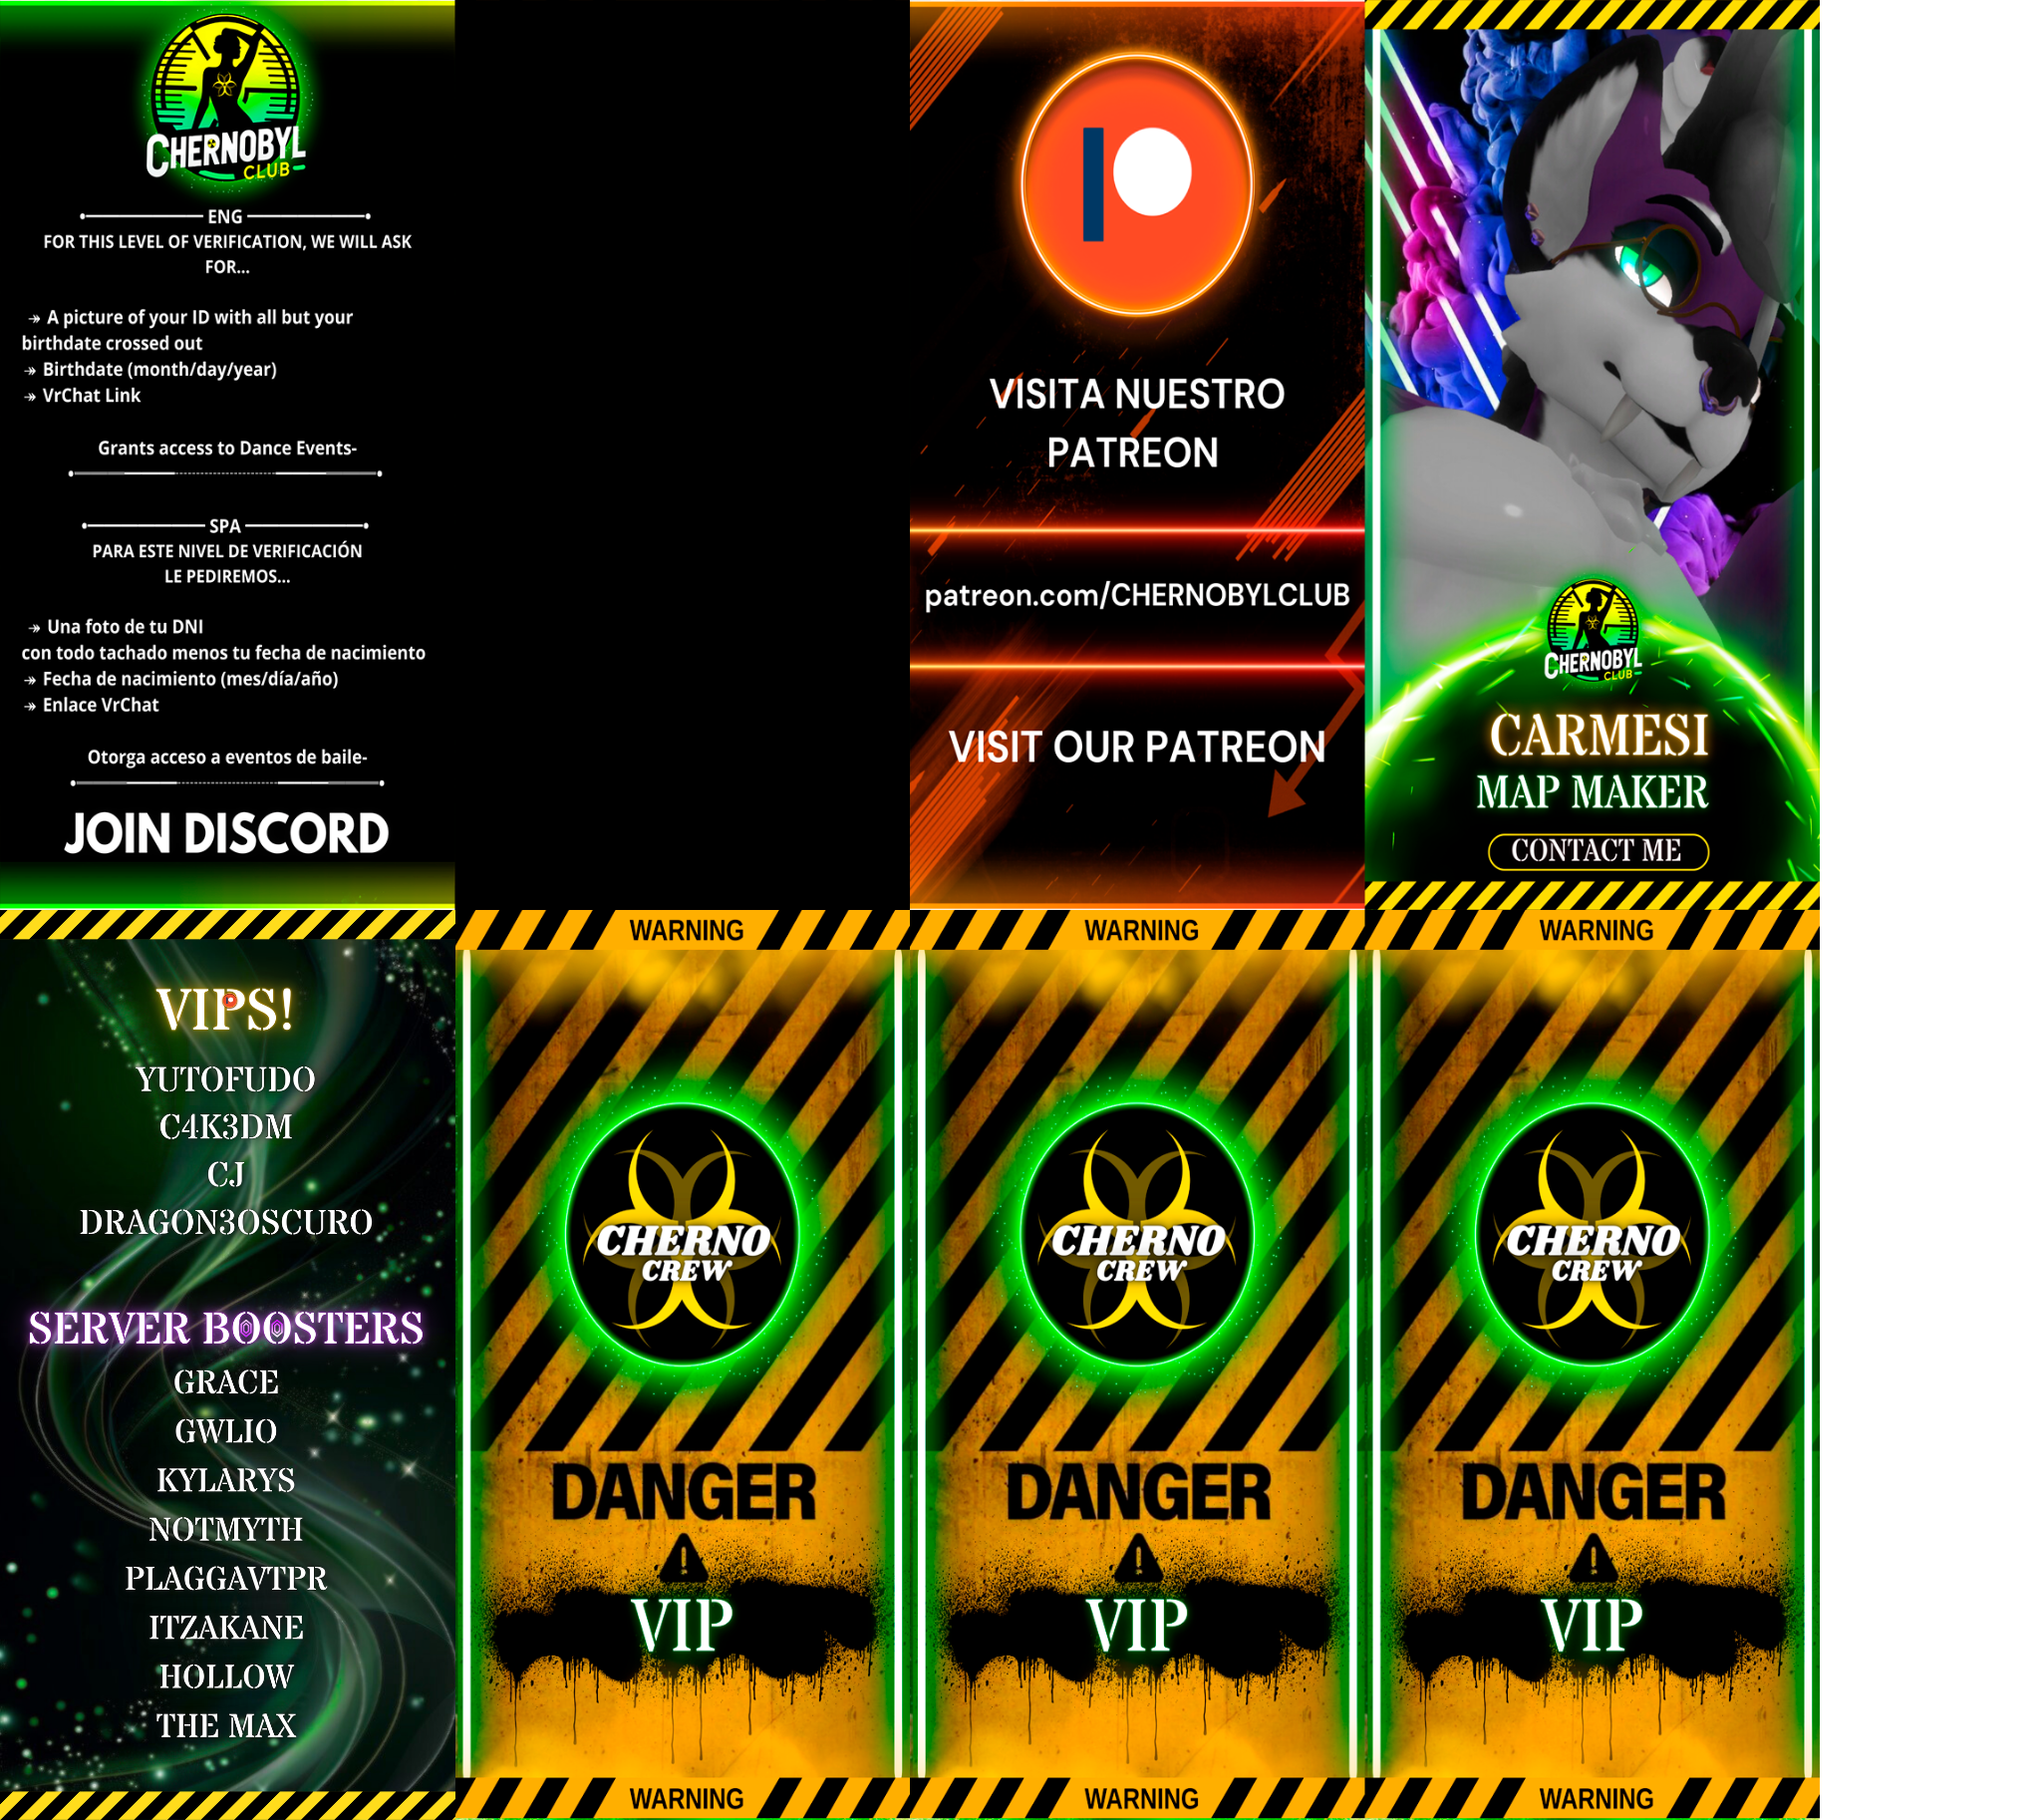 CHERNOBYL
CLUB
ENG
FOR THIS LEVEL OF VERIFICATION, WE WILL ASK
FOR...
↠ A picture of your ID with all but your
birthdate crossed out
↠ Birthdate (month/day/year)
↠ VrChat Link
Grants access to Dance Events-
SPA
PARA ESTE NIVEL DE VERIFICACIÓN
LE PEDIREMOS...
↠ Una foto de tu DNI
con todo tachado menos tu fecha de nacimiento
↠ Fecha de nacimiento (mes/día/año)
↠ Enlace VrChat
Otorga acceso a eventos de baile-
JOIN DISCORD
VISITA NUESTRO
PATREON
patreon.com/CHERNOBYLCLUB
VISIT OUR PATREON
CHERNOBYL
CLUB
CARMESI
MAP MAKER
CONTACT ME
VIPS!
YUTOFUDO
C4K3DM
CJ
DRAGON3OSCURO
SERVER BOOSTERS
GRACE
GWLIO
KYLARYS
NOTMYTH
PLAGGAVTPR
ITZAKANE
HOLLOW
THE MAX
WARNING
CHERNO
CREW
DANGER
VIP
WARNING
WARNING
CHERNO
CREW
DANGER
VIP
WARNING
WARNING
CHERNO
CREW
DANGER
VIP
WARNING